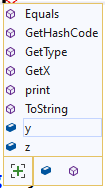 Equals
GetHashCode
GetType
GetX
print
ToString
y
z